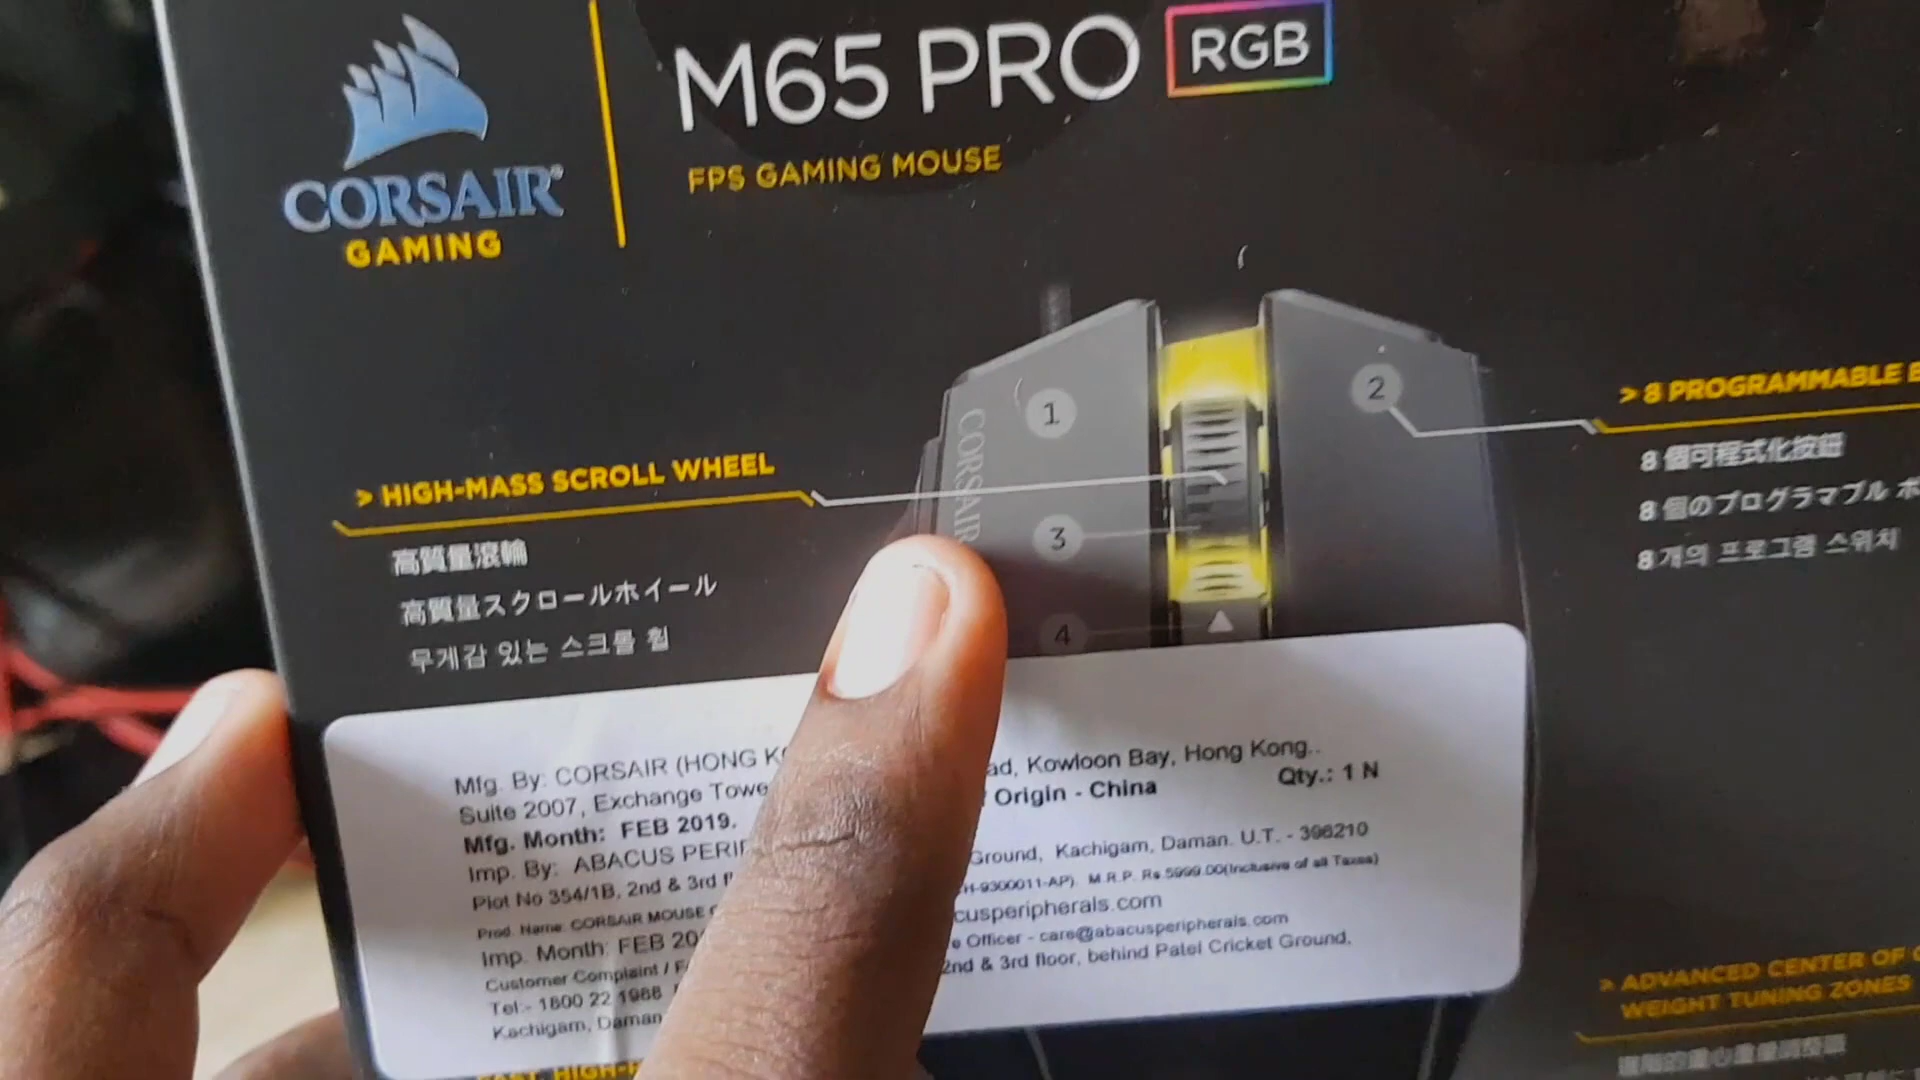 CORSAIR
GAMING
M65 PRO RGB
FPS GAMING MOUSE
1
2
3
4
CORSAIR
> HIGH-MASS SCROLL WHEEL
高質量滾輪
高質量スクロールホイール
무게감 있는 스크롤 휠
> 8 PROGRAMMABLE
8 個可程式化按鈕
8 個のプログラマブル
8개의 프로그램 스위치
Mfg. By: CORSAIR (HONG ad, Kowloon Bay, Hong Kong..
Suite 2007, Exchange Towe Origin - China Qty.: 1 N
Mfg. Month: FEB 2019.
Imp. By: ABACUS PERI Ground, Kachigam, Daman. U.T. - 396210
Plot No 354/1B, 2nd & 3rd H-9300011-AP) M.R.P. Rs.5999.00(Inclusive of all Taxes)
Prod. Name: CORSAIR MOUSE cusperipherals.com
Imp. Month: FEB 20 e Officer - care@abacusperipherals.com
Customer Complaint / 2nd & 3rd floor, behind Patel Cricket Ground,
Tel:- 1800 22 1988
Kachigam, Daman
> ADVANCED CENTER OF
WEIGHT TUNING ZONES